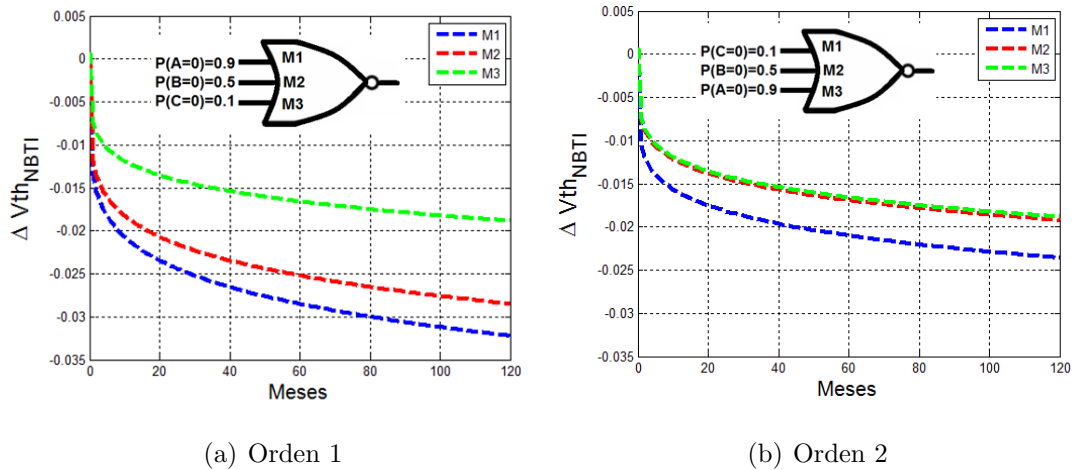 0.005
0
-0.005
-0.01
-0.015
-0.02
-0.025
-0.03
-0.035
0
20
40
60
80
100
120
Δ Vth NBTI
Meses
M1
M2
M3
P(A=0)=0.9
P(B=0)=0.5
P(C=0)=0.1
M1
M2
M3
(a) Orden 1
0.005
0
-0.005
-0.01
-0.015
-0.02
-0.025
-0.03
-0.035
0
20
40
60
80
100
120
Δ Vth NBTI
Meses
M1
M2
M3
P(C=0)=0.1
P(B=0)=0.5
P(A=0)=0.9
M1
M2
M3
(b) Orden 2